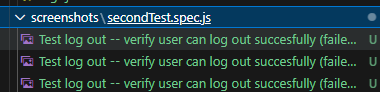 screenshots\secondTest.spec.js
Test log out -- verify user can log out succesfully (faile... U
Test log out -- verify user can log out succesfully (faile... U
Test log out -- verify user can log out succesfully (faile... U